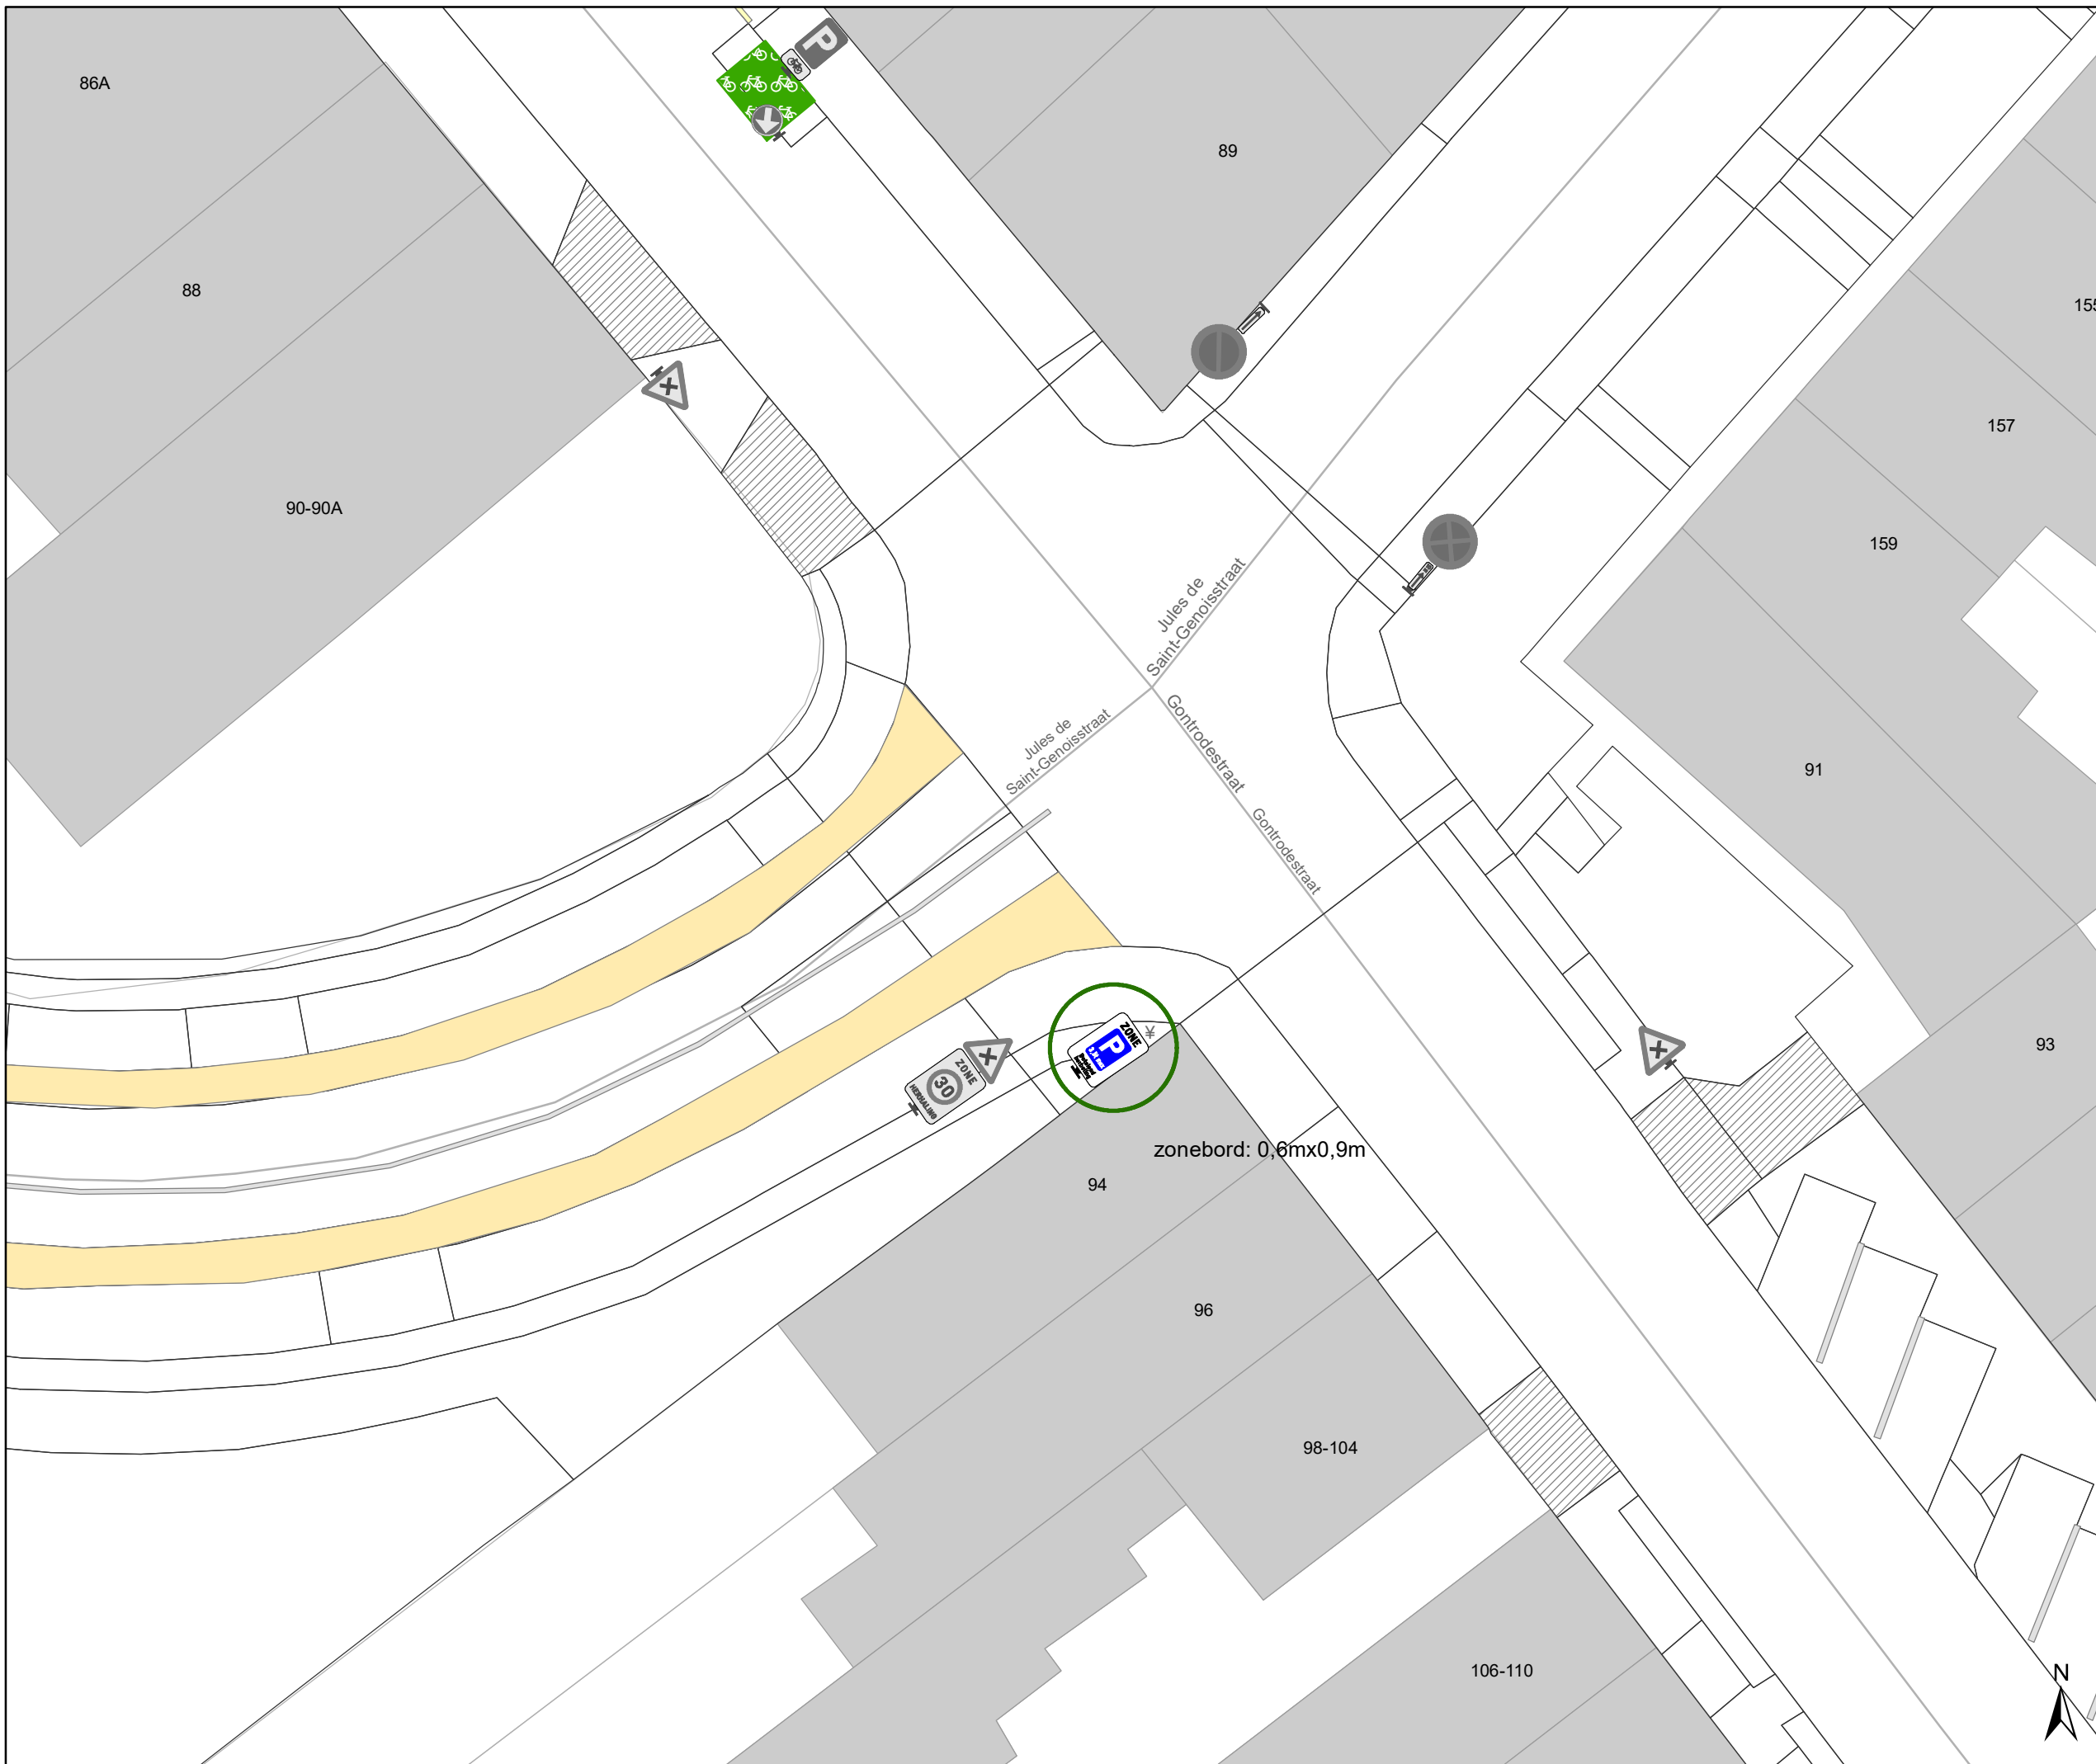 86A
P
89
88
155
157
90-90A
159
Jules de
Saint-Genoisstraat
Gontrodestraat
Jules de
Saint-Genoisstraat
91
Gontrodestraat
ZONE
P
ZONE
30
HERHALING
93
zonebord: 0,6mx0,9m
94
96
98-104
106-110
N